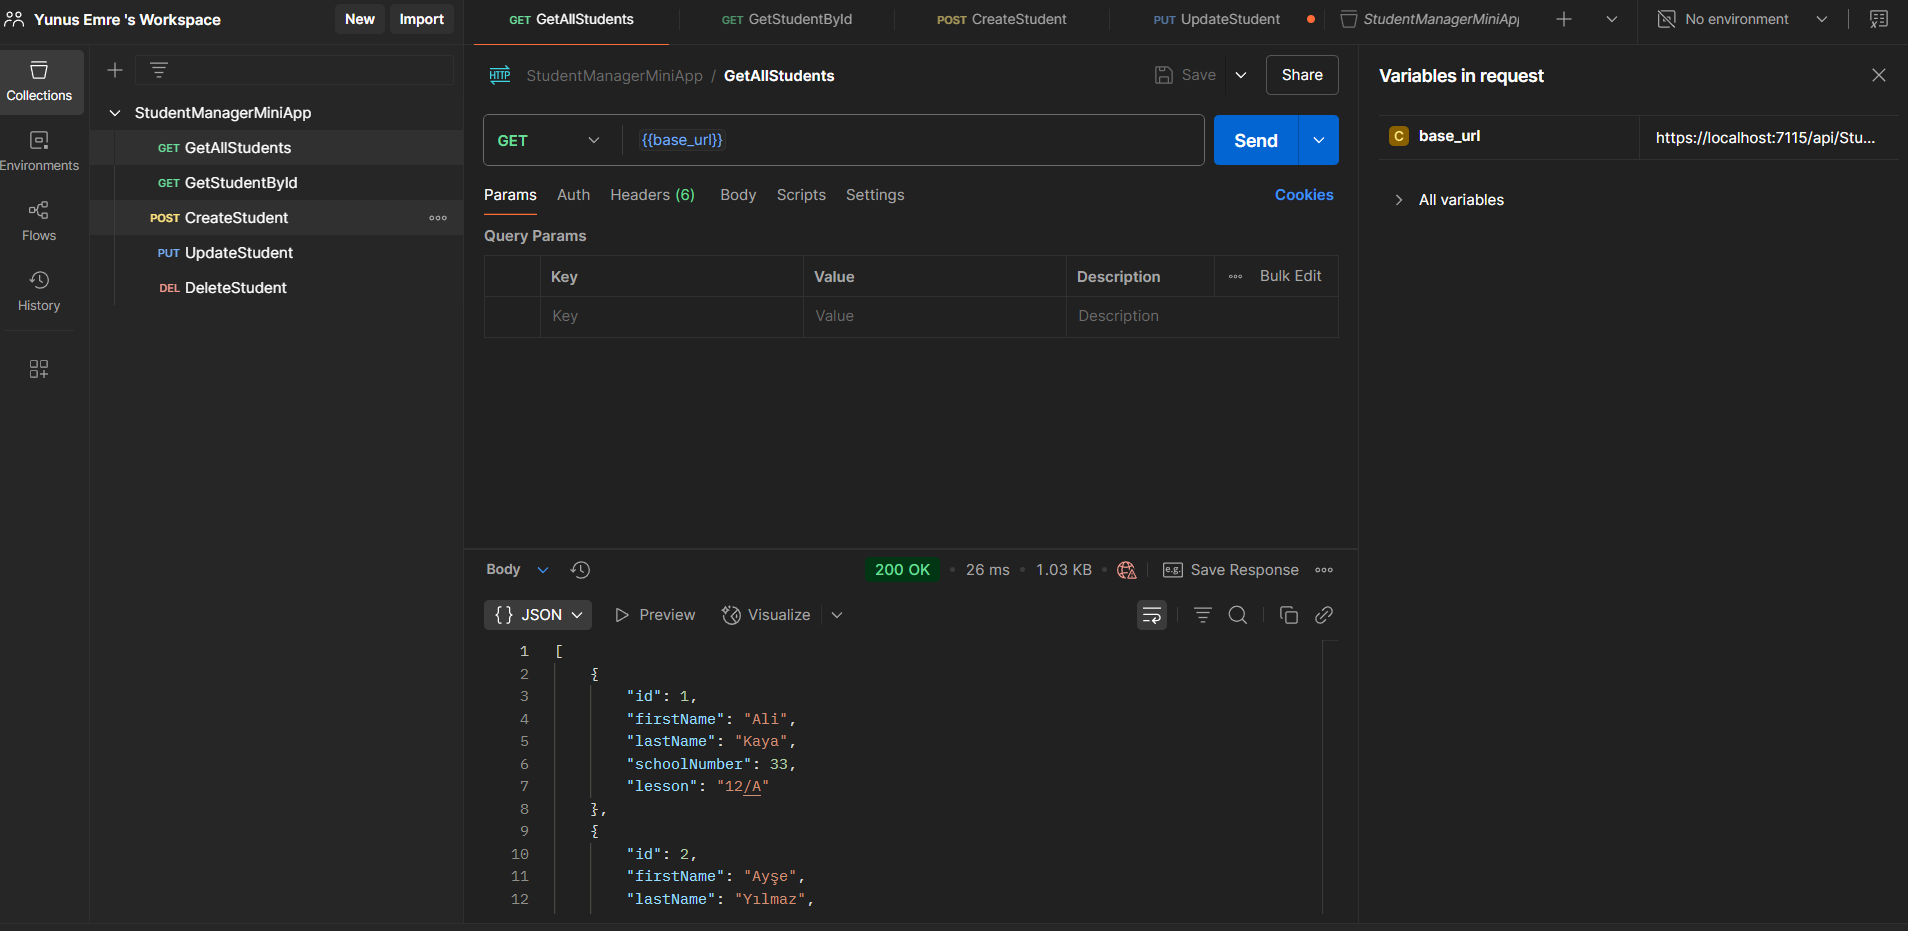 Yunus Emre 's Workspace
New
Import
GET GetAllStudents
GET GetStudentById
POST CreateStudent
PUT UpdateStudent
StudentManagerMiniAp
No environment
Collections
Environments
Flows
History
StudentManagerMiniApp
GET GetAllStudents
GET GetStudentById
POST CreateStudent
PUT UpdateStudent
DEL DeleteStudent
HTTP StudentManagerMiniApp / GetAllStudents
Save
Share
GET {{base_url}}
Send
Params Auth Headers (6) Body Scripts Settings
Cookies
Query Params
Key Value Description Bulk Edit
Key Value Description
Body
200 OK • 26 ms • 1.03 KB •
e.g. Save Response
{} JSON Preview Visualize
1 [
2 {
3 "id": 1,
4 "firstName": "Ali",
5 "lastName": "Kaya",
6 "schoolNumber": 33,
7 "lesson": "12/A"
8 },
9 {
10 "id": 2,
11 "firstName": "Ayşe",
12 "lastName": "Yılmaz",
Variables in request
C base_url https://localhost:7115/api/Stu...
All variables